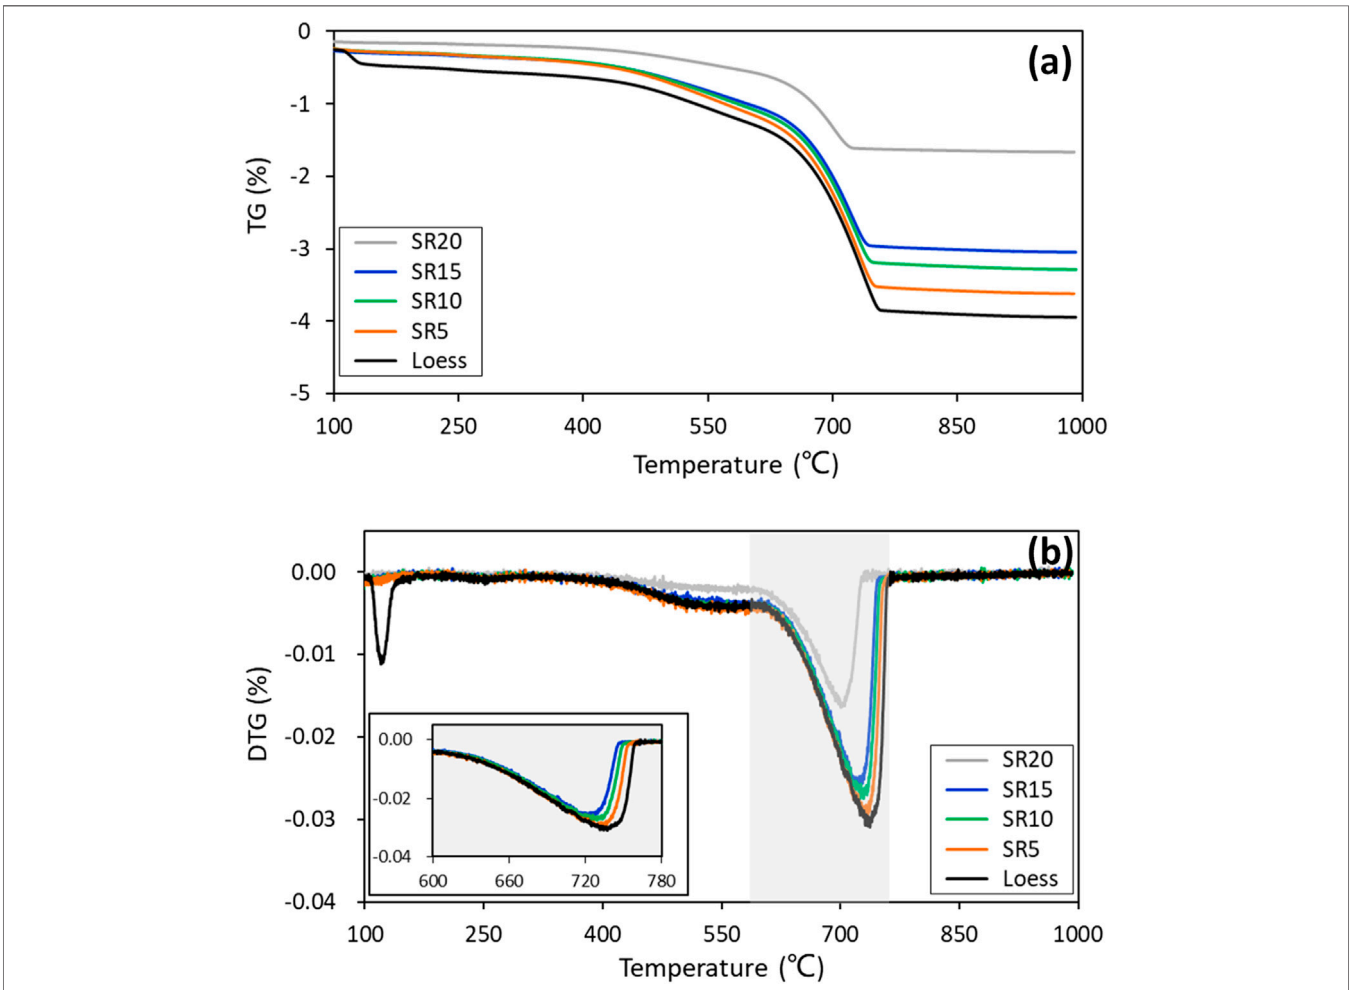 (a)
0
-1
-2
-3
-4
-5
TG (%)
SR20
SR15
SR10
SR5
Loess
100 250 400 550 700 850 1000
Temperature (℃)
(b)
0.00
-0.01
-0.02
-0.03
-0.04
DTG (%)
0.00
-0.02
-0.04
600 660 720 780
SR20
SR15
SR10
SR5
Loess
100 250 400 550 700 850 1000
Temperature (℃)